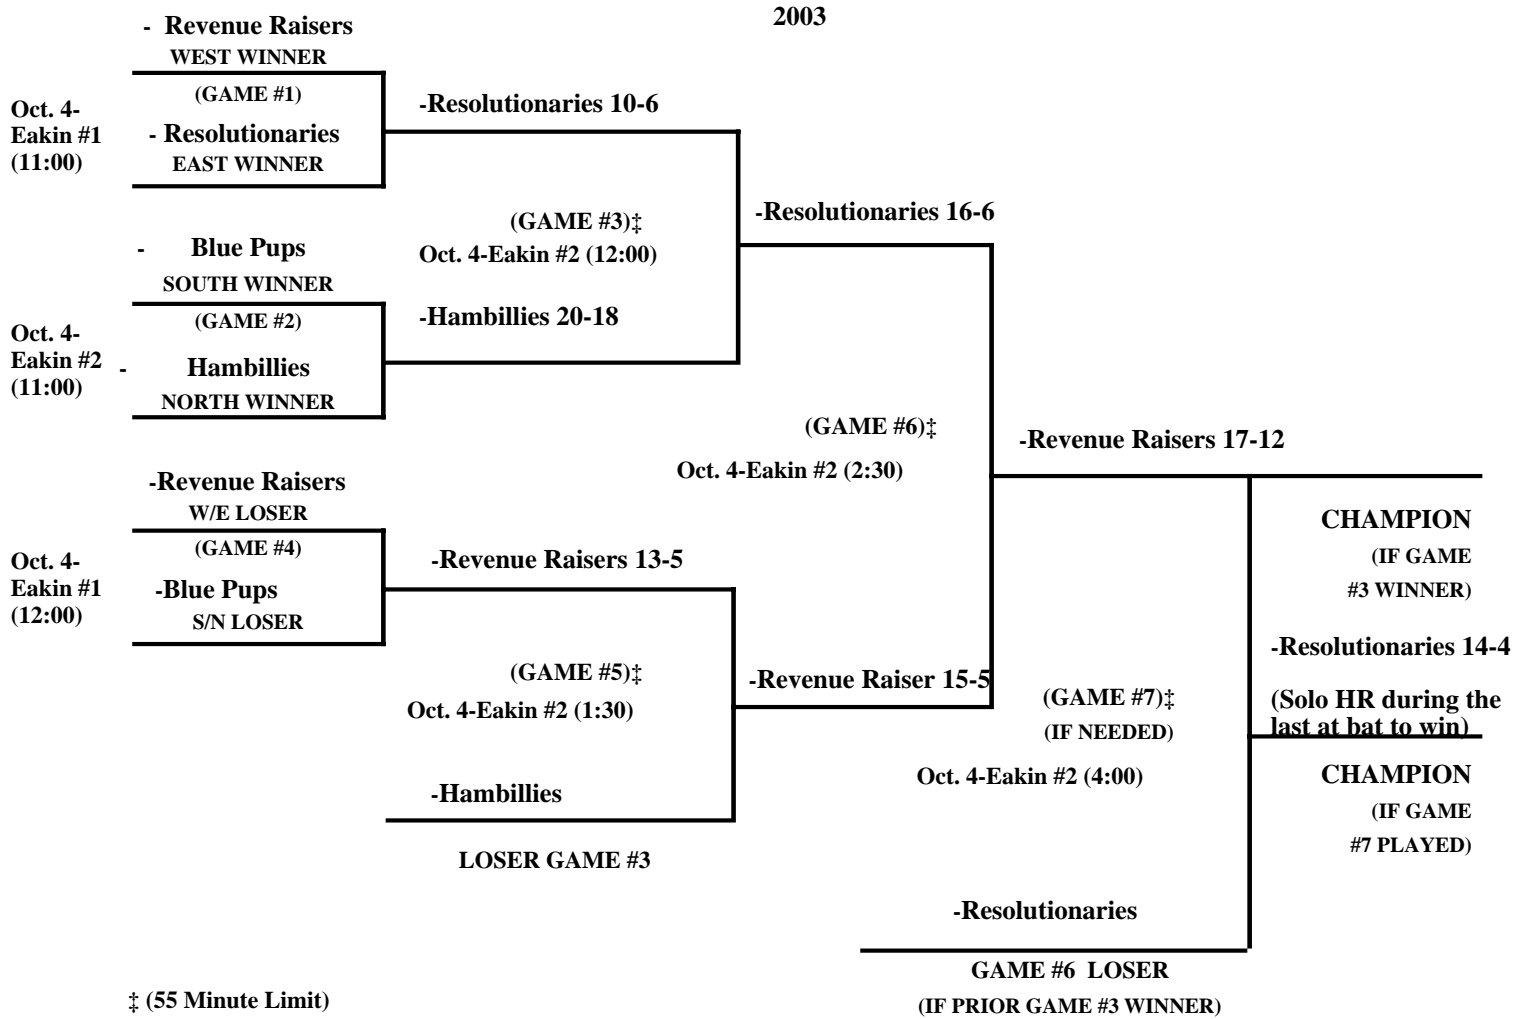 2003
- Revenue Raisers
WEST WINNER
(GAME #1)
Oct. 4-
Eakin #1
(11:00)
- Resolutionaries
EAST WINNER
-Resolutionaries 10-6
(GAME #3)‡
Oct. 4-Eakin #2 (12:00)
-Resolutionaries 16-6
- Blue Pups
SOUTH WINNER
(GAME #2)
Oct. 4-
Eakin #2
(11:00)
- Hambillies
NORTH WINNER
-Hambillies 20-18
(GAME #6)‡
Oct. 4-Eakin #2 (2:30)
-Revenue Raisers 17-12
CHAMPION
(IF GAME
#3 WINNER)
-Revenue Raisers
W/E LOSER
(GAME #4)
Oct. 4-
Eakin #1
(12:00)
-Blue Pups
S/N LOSER
-Revenue Raisers 13-5
(GAME #5)‡
Oct. 4-Eakin #2 (1:30)
-Revenue Raiser 15-5
-Hambillies
LOSER GAME #3
(GAME #7)‡
(IF NEEDED)
Oct. 4-Eakin #2 (4:00)
-Resolutionaries 14-4
(Solo HR during the
last at bat to win)
CHAMPION
(IF GAME
#7 PLAYED)
-Resolutionaries
GAME #6 LOSER
(IF PRIOR GAME #3 WINNER)
‡ (55 Minute Limit)